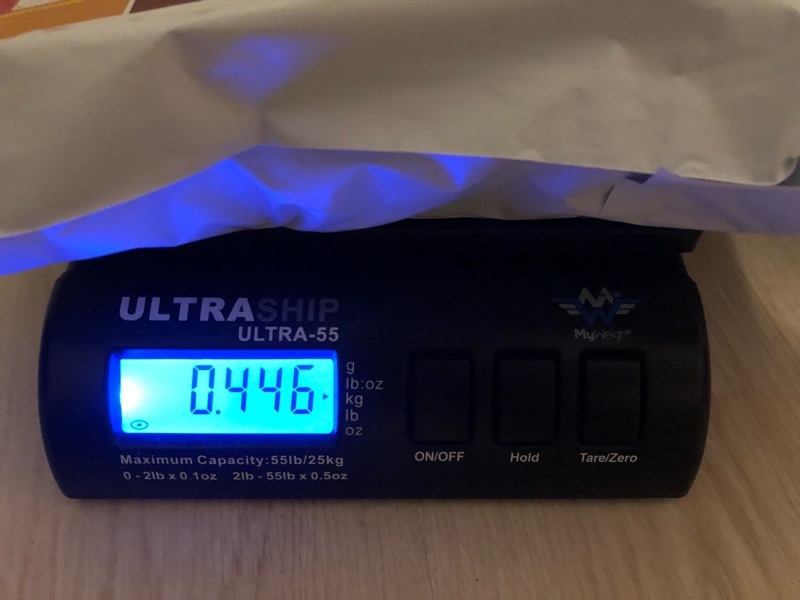 ULTRASHIP
ULTRA-55
MyWeigh®
0.446
g
lb:oz
kg
lb
oz
Maximum Capacity:55lb/25kg
0 - 2lb x 0.1oz 2lb - 55lb x 0.5oz
ON/OFF
Hold
Tare/Zero